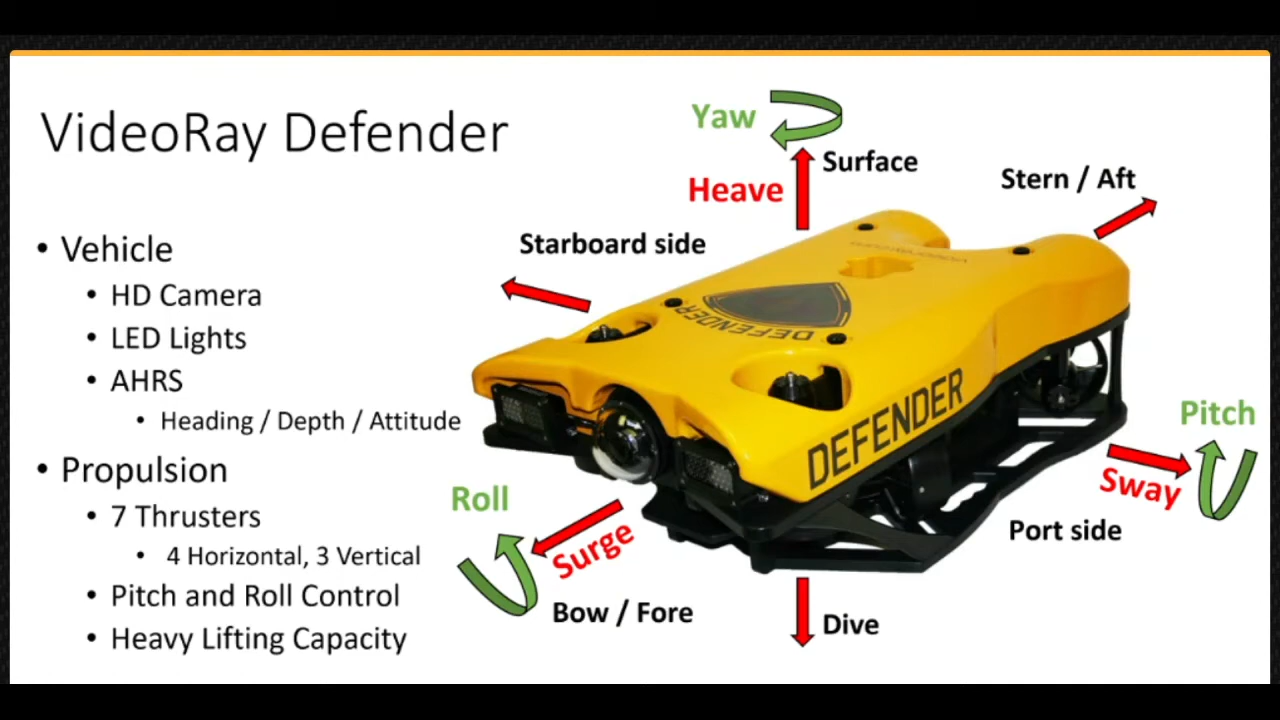 VideoRay Defender
• Vehicle
• HD Camera
• LED Lights
• AHRS
• Heading / Depth / Attitude
• Propulsion
• 7 Thrusters
• 4 Horizontal, 3 Vertical
• Pitch and Roll Control
• Heavy Lifting Capacity
Yaw
Surface
Heave
Stern / Aft
Starboard side
DEFENDER
DEFENDER
DEFENDER
Pitch
Sway
Port side
Roll
Surge
Bow / Fore
Dive